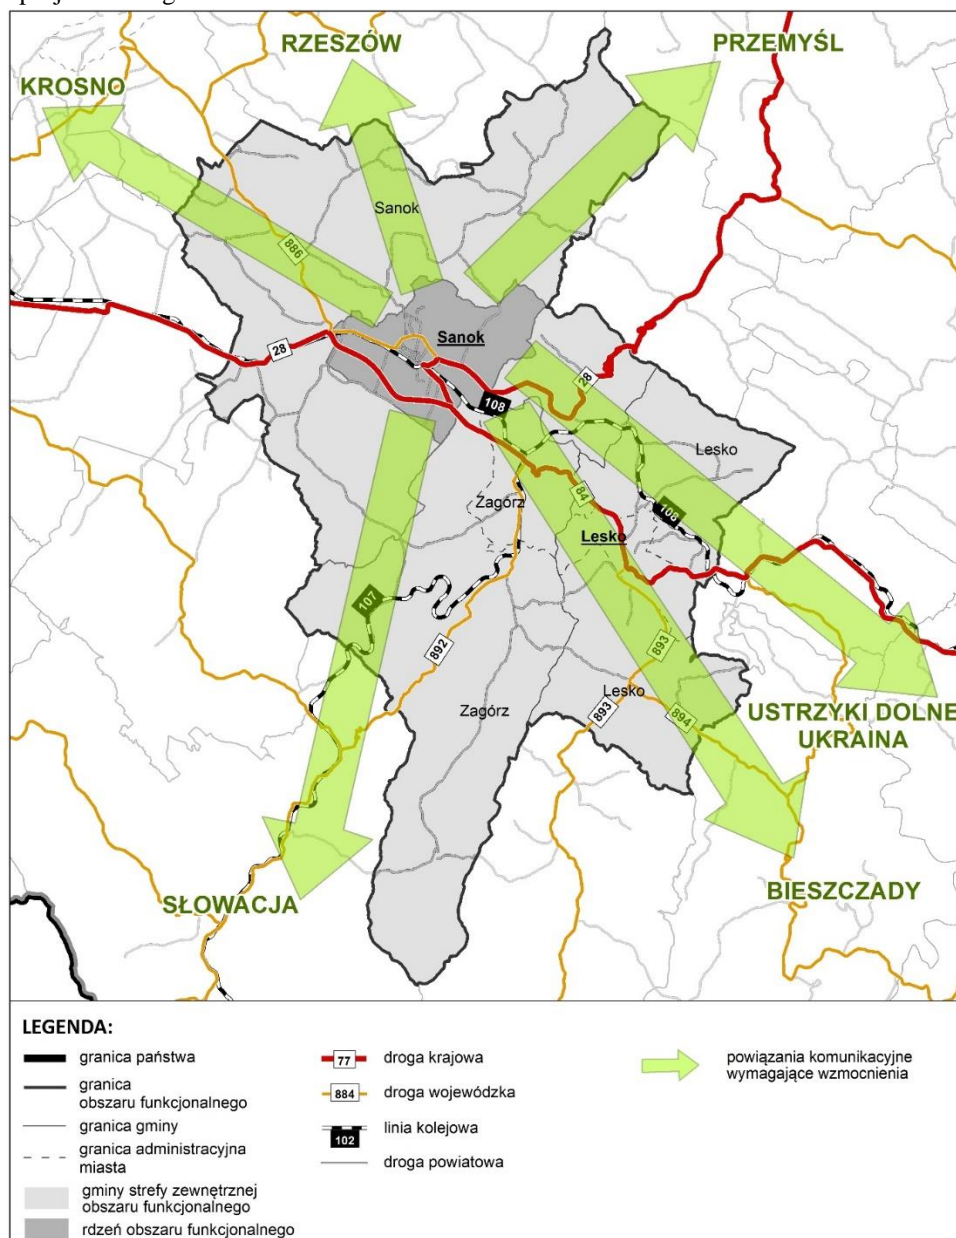 RZESZÓW
PRZEMYŚL
KROSNO
Sanok
886
Sanok
28
28
108
Lesko
84
Zagórz
108
Lesko
107
892
893
Lesko
Zagórz
893
894
USTRZYKI DOLNE
UKRAINA
SŁOWACJA
BIESZCZADY
LEGENDA:
granica państwa
granica
obszaru funkcjonalnego
granica gminy
granica administracyjna
miasta
gminy strefy zewnętrznej
obszaru funkcjonalnego
rdzeń obszaru funkcjonalnego
77
droga krajowa
884
droga wojewódzka
linia kolejowa
102
droga powiatowa
powiązania komunikacyjne
wymagające wzmocnienia